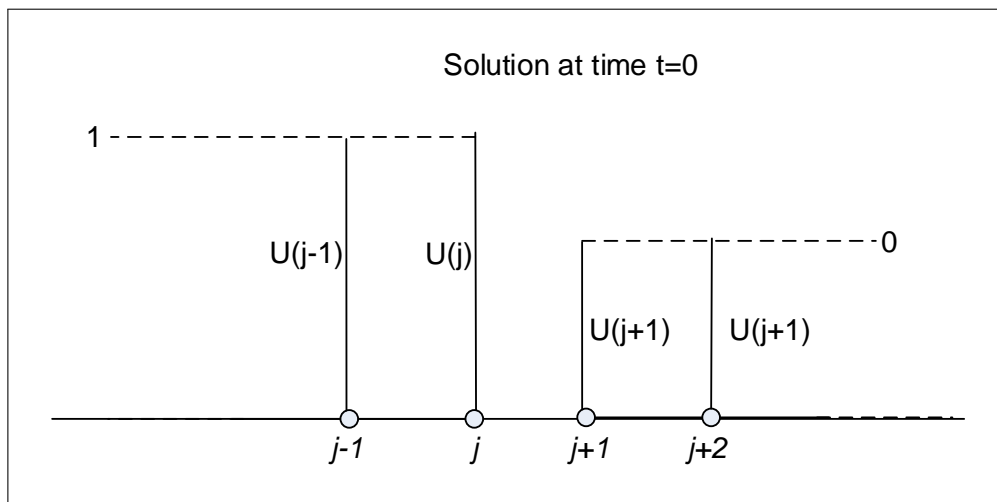 Solution at time t=0
1
U(j-1)
U(j)
0
U(j+1)
U(j+1)
j-1
j
j+1
j+2